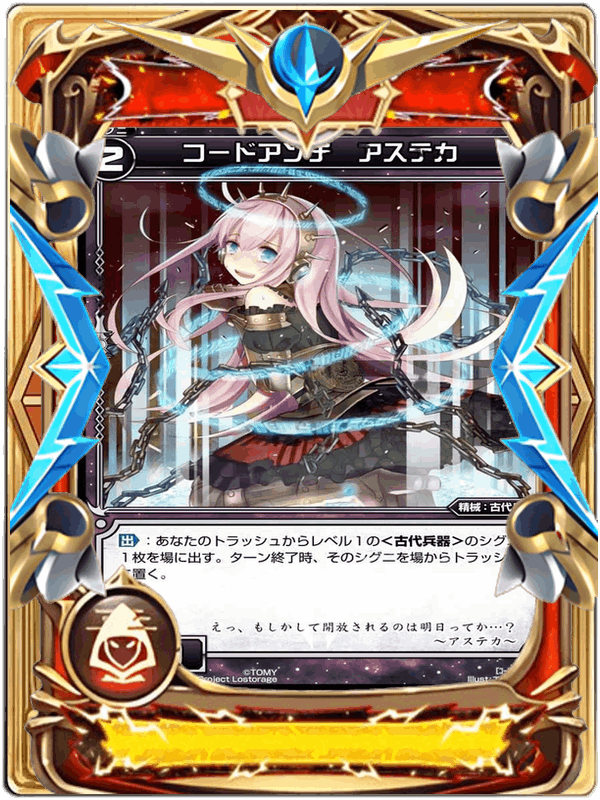 2
コードアンチ アステカ
精械:古代
出:あなたのトラッシュからレベル1の<古代兵器>のシグ
1枚を場に出す。ターン終了時、そのシグニを場からトラッシ
置く。
えっ、もしかして開放されるのは明日ってか…?
~アステカ~
©TOMY
roject Lostorage
Illust: